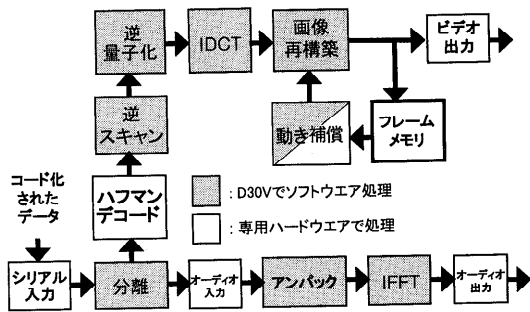 逆
量子化
IDCT
画像
再構築
ビデオ
出力
逆
スキャン
動き補償
フレーム
メモリ
コード化
された
データ
ハフマン
デコード
：D30Vでソフトウエア処理
：専用ハードウエアで処理
シリアル
入力
分離
オーディオ
入力
アンパック
IFFT
オーディオ
出力